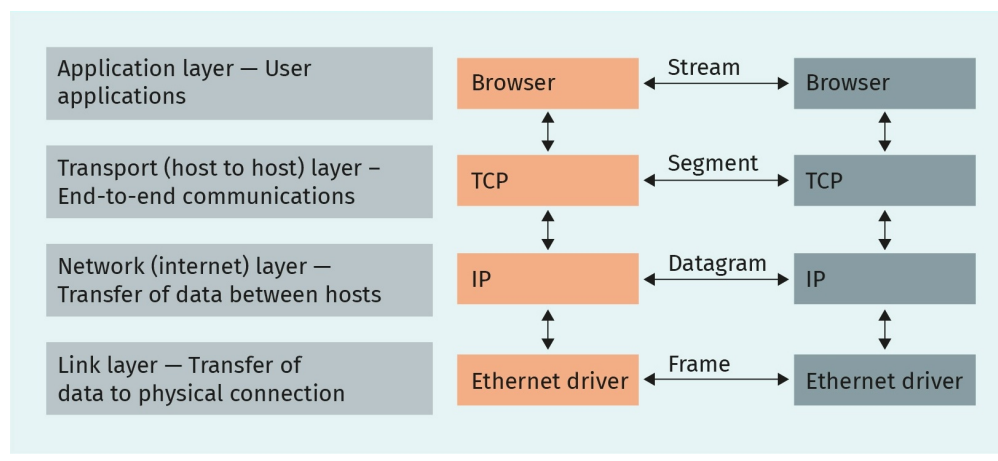 Application layer — User
applications
Browser
Stream
Browser
Transport (host to host) layer –
End-to-end communications
TCP
Segment
TCP
Network (internet) layer —
Transfer of data between hosts
IP
Datagram
IP
Link layer — Transfer of
data to physical connection
Ethernet driver
Frame
Ethernet driver